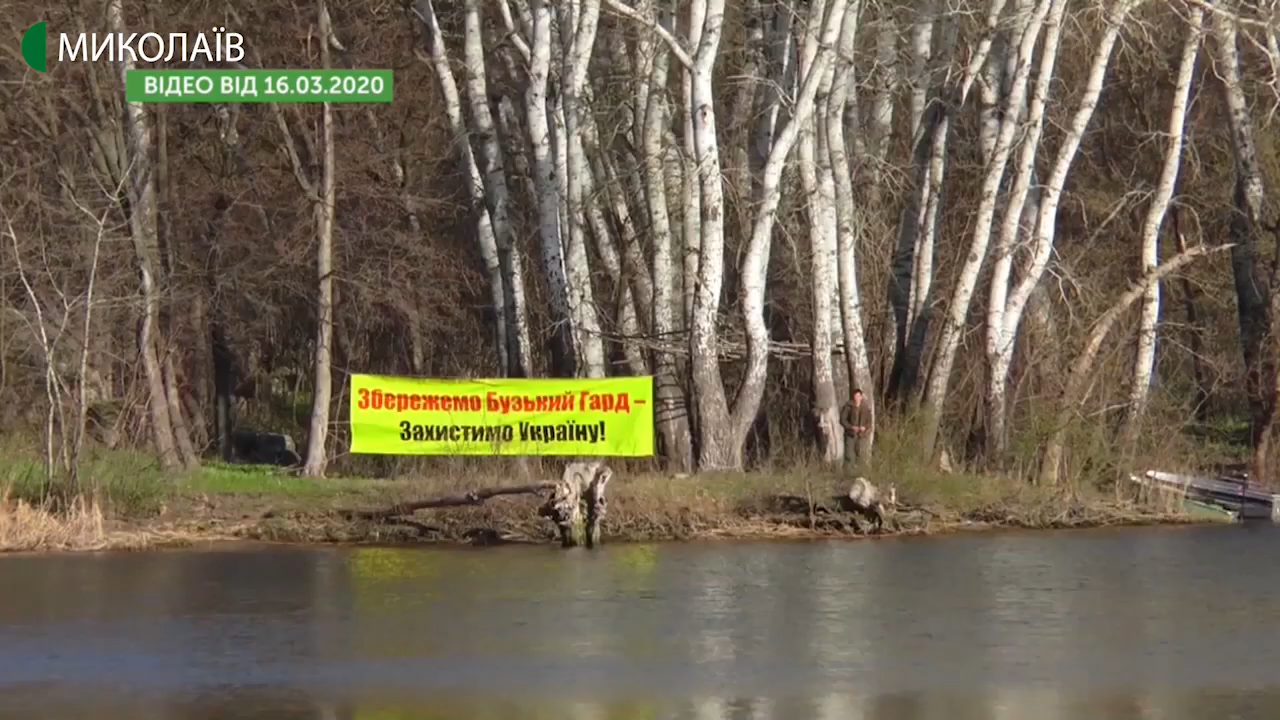 МИКОЛАЇВ
ВІДЕО ВІД 16.03.2020
Збережемо Бузький Гард –
Захистимо Україну!